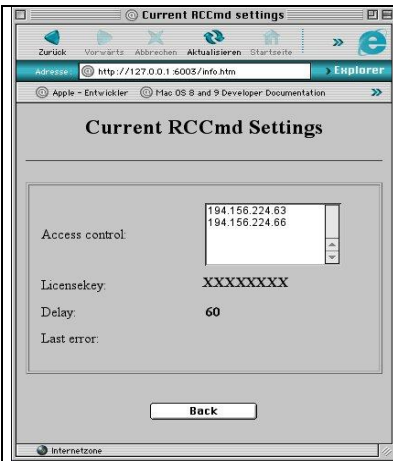 Current RCCmd settings
Zurück Vorwärts Abbrechen Aktualisieren Startseite »
Adresse http://127.0.0.1:6003/info.htm Explorer
Apple - Entwickler Mac OS 8 and 9 Developer Documentation »
Current RCCmd Settings
Access control:
194.156.224.63
194.156.224.66
Licensekey: XXXXXXXX
Delay: 60
Last error:
Back
Internetzone